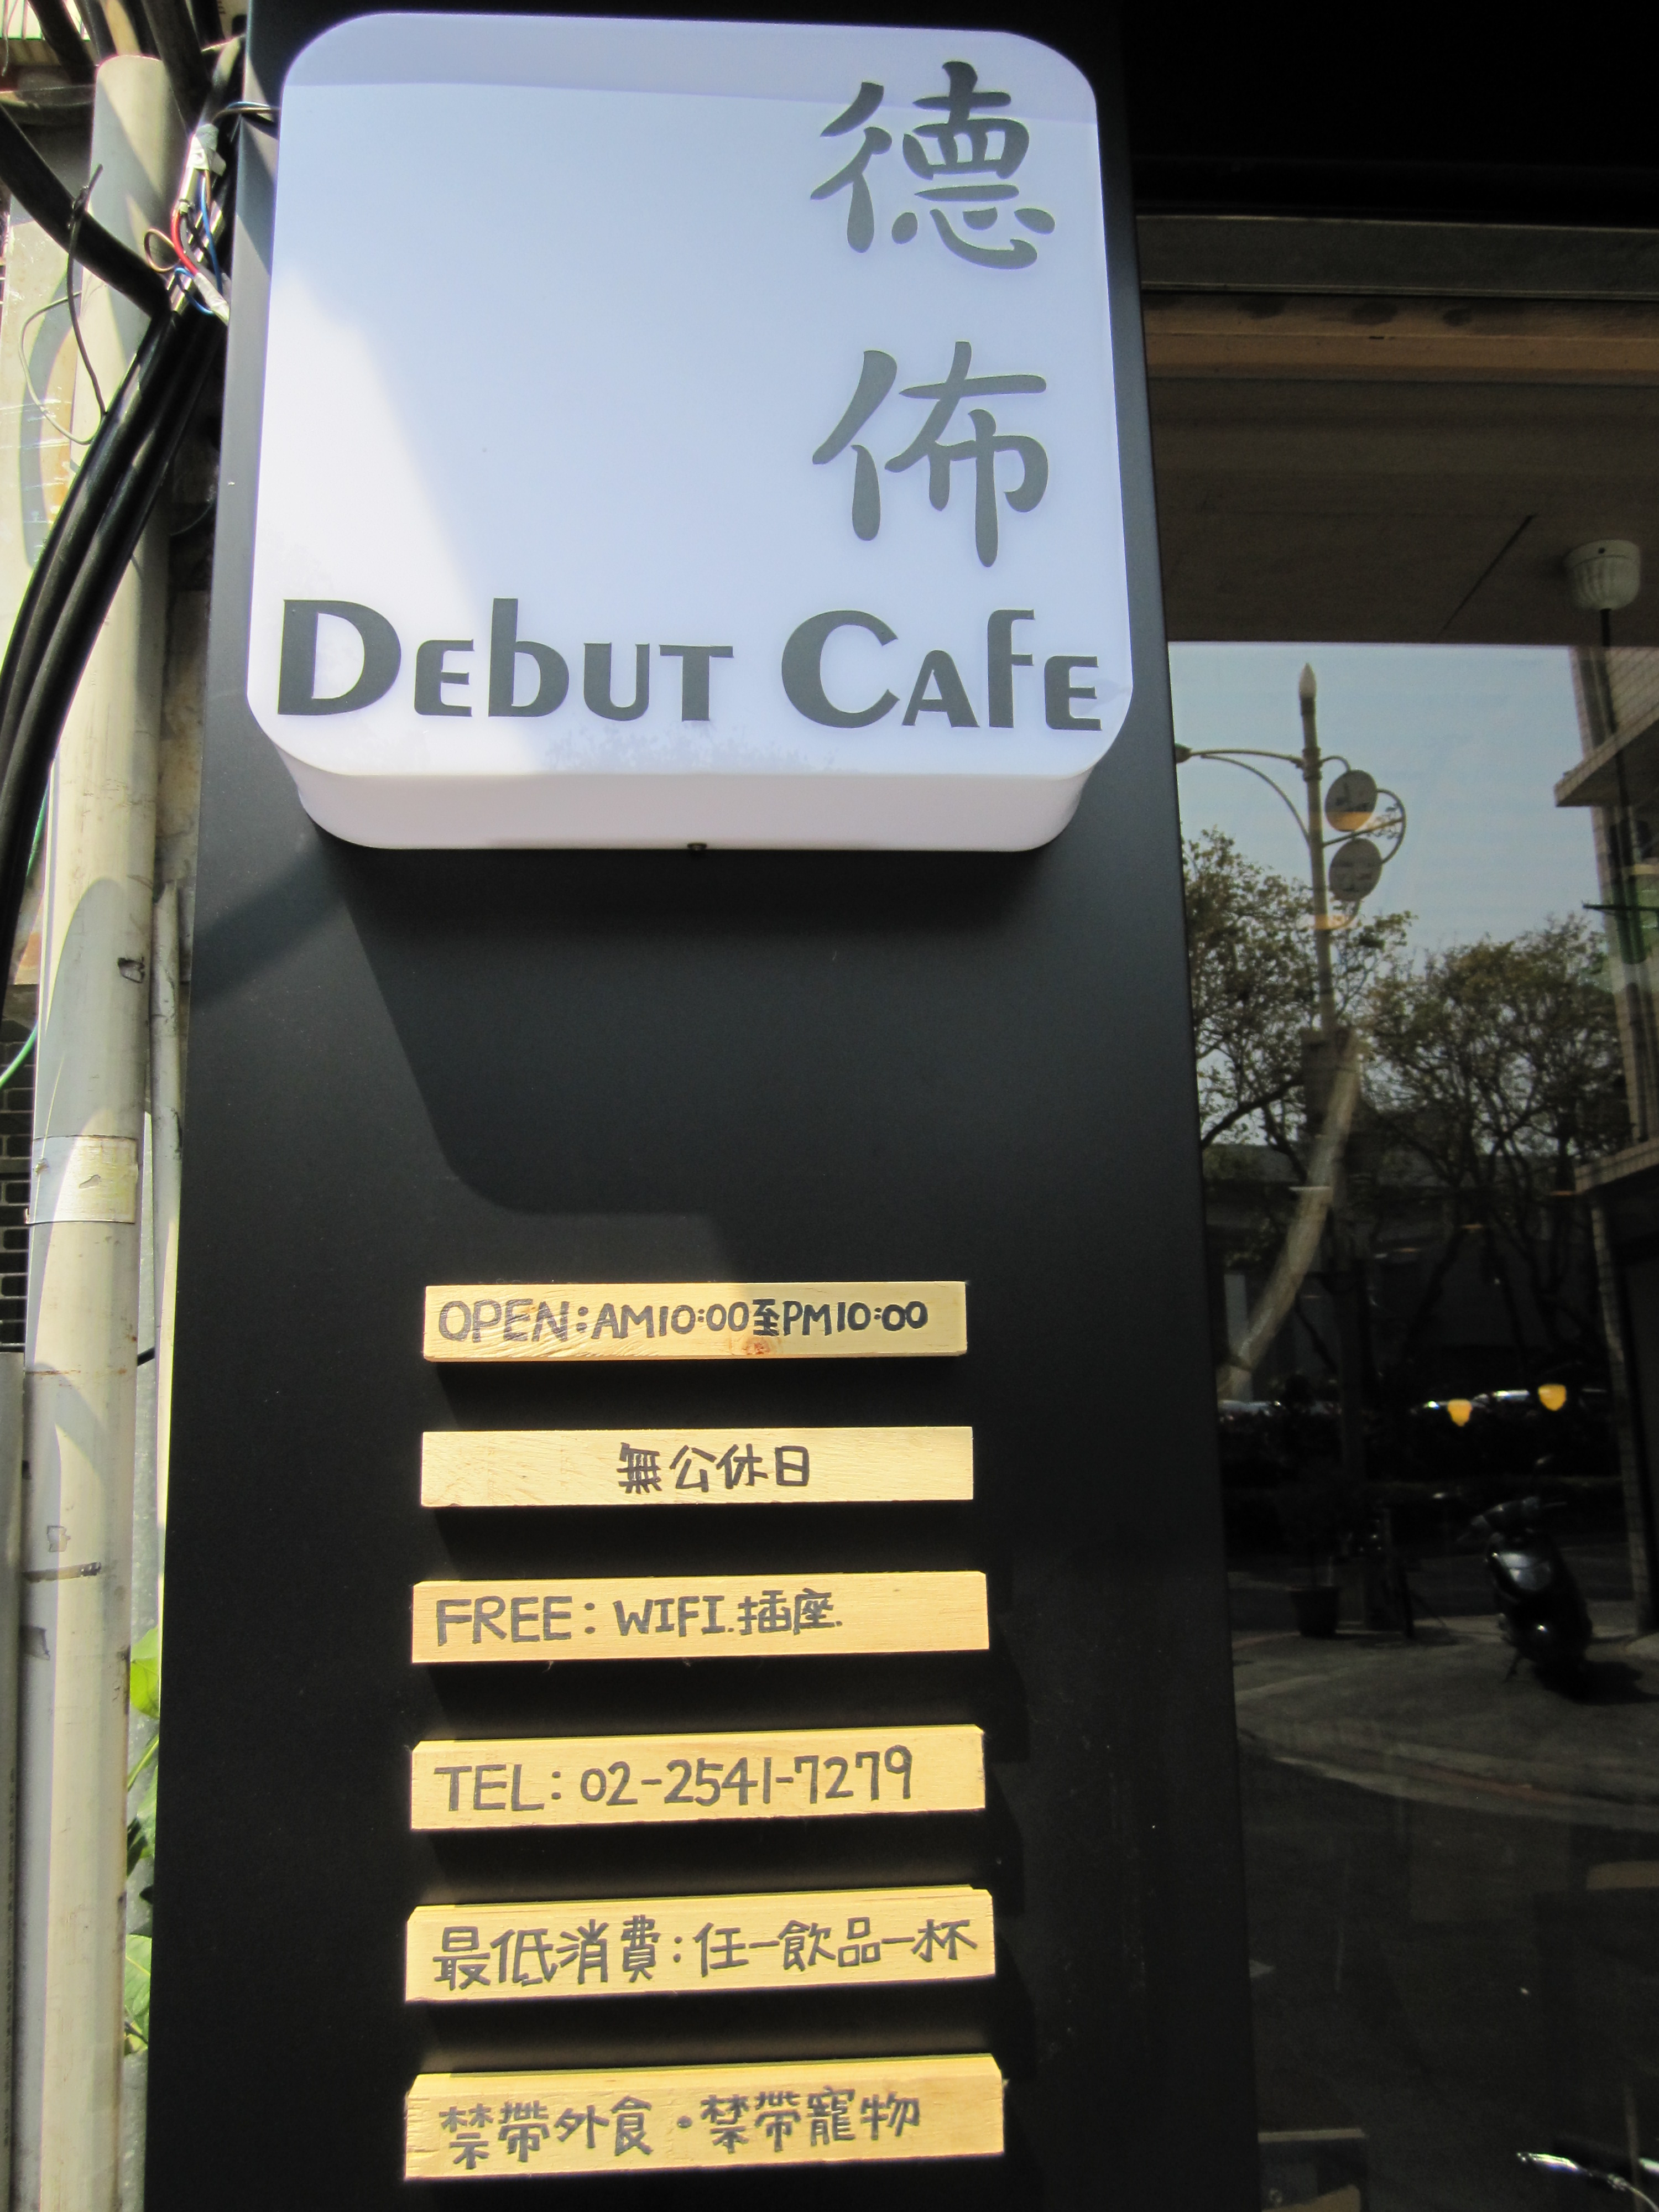 德佈
DEbUT CAfE
OPEN:AM10:00至PM10:00
無公休日
FREE: WIFI.插座.
TEL: 02-2541-7279
最低消費:任一飲品一杯
禁帶外食·禁帶寵物